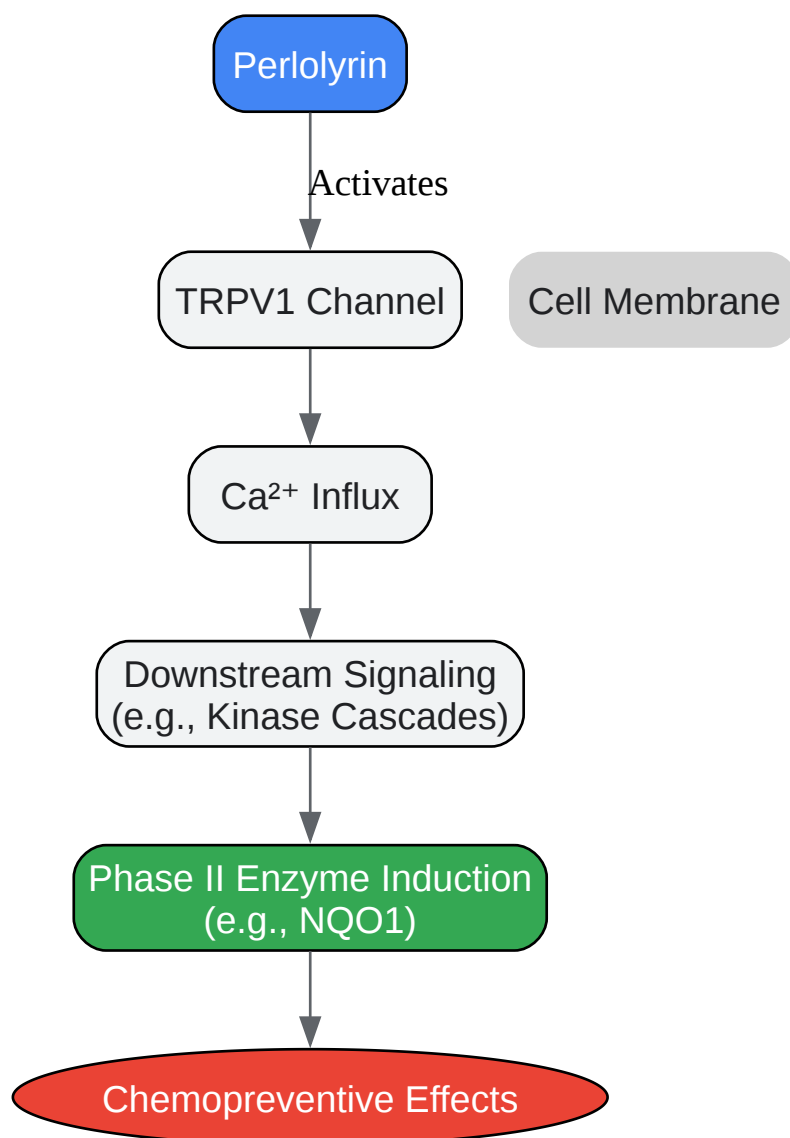 Perlolyrin
Activates
TRPV1 Channel
Cell Membrane
Ca²⁺ Influx
Downstream Signaling
(e.g., Kinase Cascades)
Phase II Enzyme Induction
(e.g., NQO1)
Chemopreventive Effects